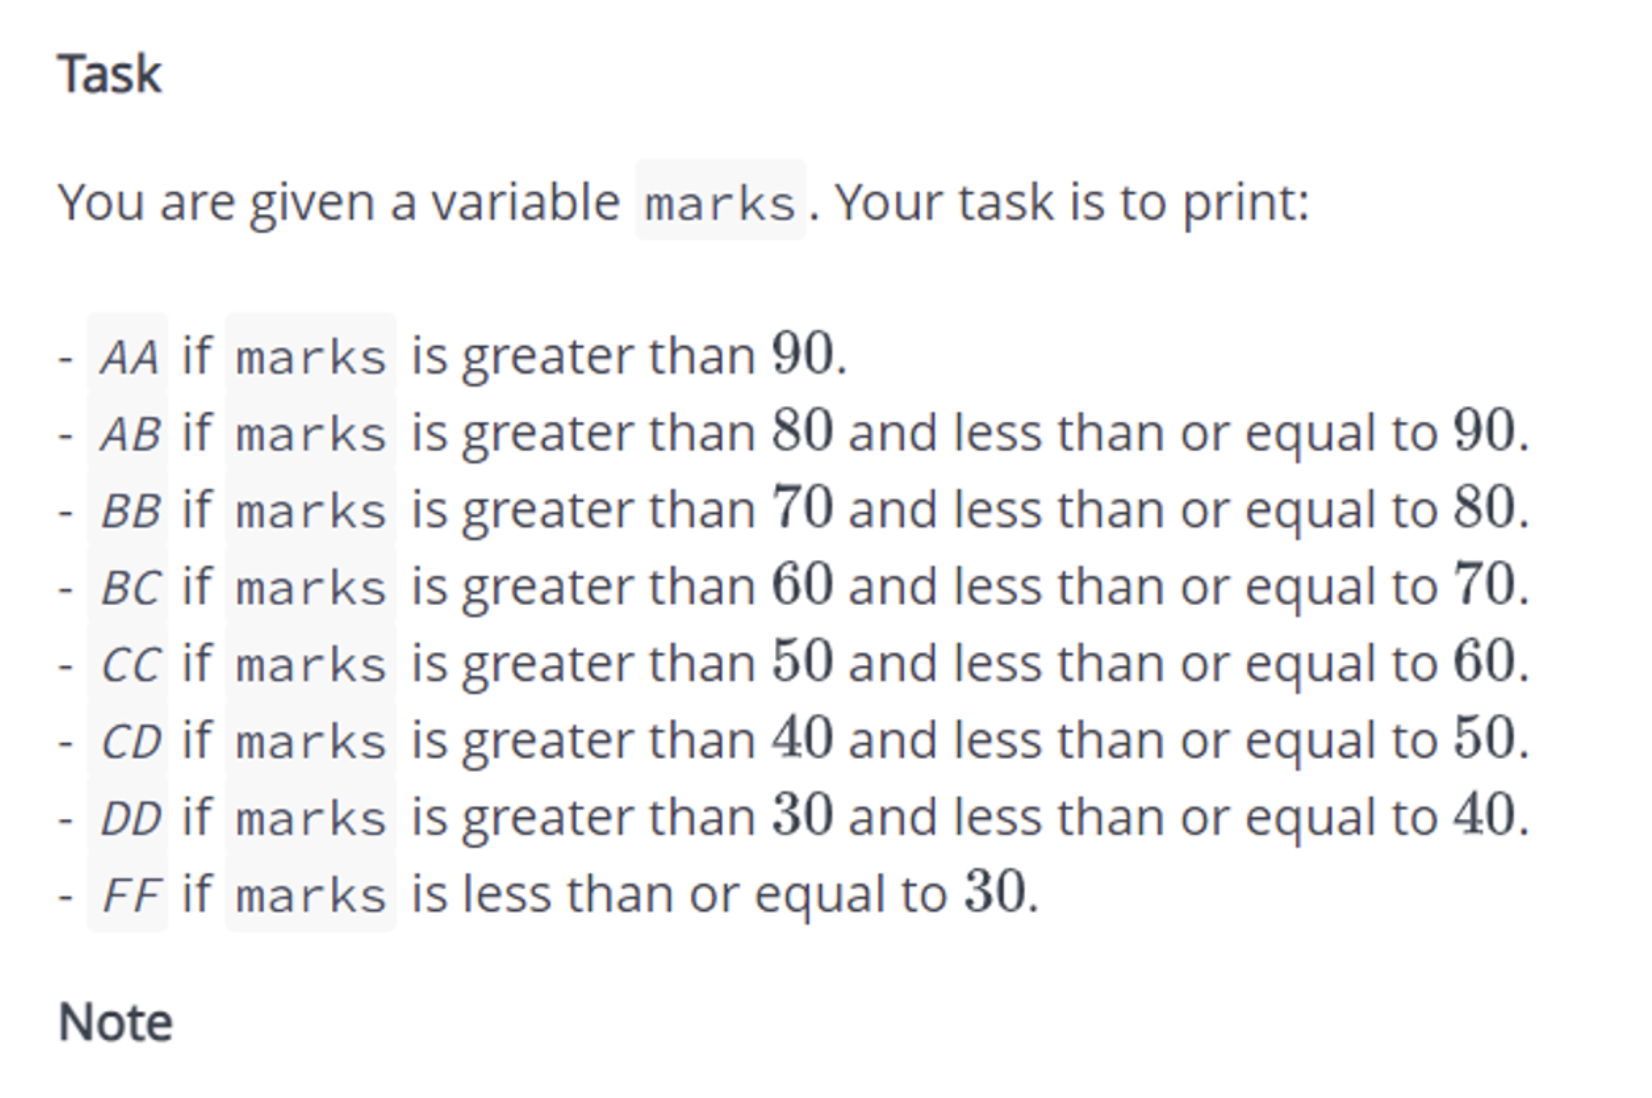 Task
You are given a variable marks. Your task is to print:
- AA if marks is greater than 90.
- AB if marks is greater than 80 and less than or equal to 90.
- BB if marks is greater than 70 and less than or equal to 80.
- BC if marks is greater than 60 and less than or equal to 70.
- CC if marks is greater than 50 and less than or equal to 60.
- CD if marks is greater than 40 and less than or equal to 50.
- DD if marks is greater than 30 and less than or equal to 40.
- FF if marks is less than or equal to 30.
Note